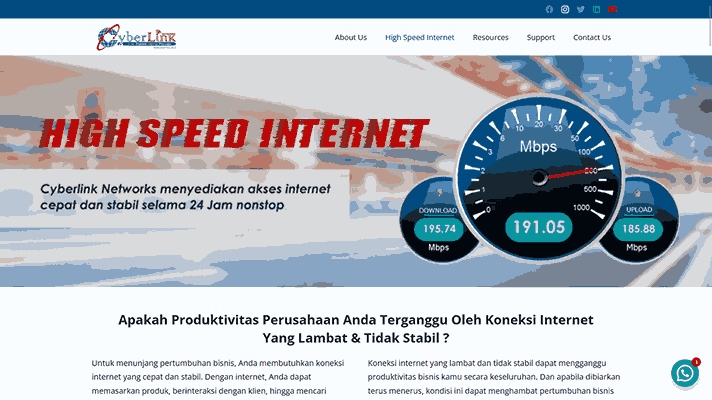 CyberLink
About Us
High Speed Internet
Resources
Support
Contact Us
HIGH SPEED INTERNET
Cyberlink Networks menyediakan akses internet
cepat dan stabil selama 24 Jam nonstop.
Mbps
0
1
2
5
10
20
30
50
100
200
500
1000
191.05
DOWNLOAD
195.74
Mbps
UPLOAD
185.88
Mbps
Apakah Produktivitas Perusahaan Anda Terganggu Oleh Koneksi Internet
Yang Lambat & Tidak Stabil ?
Untuk menunjang pertumbuhan bisnis, Anda membutuhkan koneksi
internet yang cepat dan stabil. Dengan internet, Anda dapat
memasarkan produk, berinteraksi dengan klien, hingga mencari
Koneksi internet yang lambat dan tidak stabil dapat mengganggu
produktivitas bisnis kamu secara keseluruhan. Dan apabila dibiarkan
terus menerus, kondisi ini dapat menghambat pertumbuhan bisnis
1